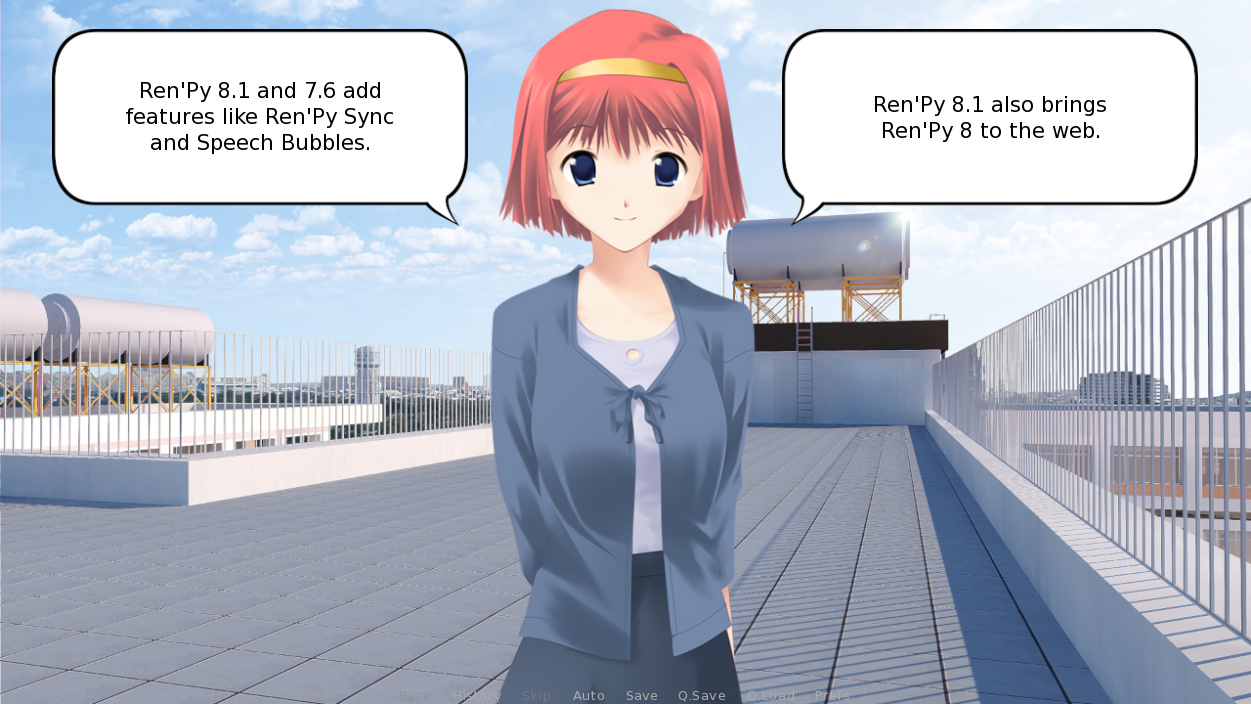 Ren'Py 8.1 and 7.6 add
features like Ren'Py Sync
and Speech Bubbles.
Ren'Py 8.1 also brings
Ren'Py 8 to the web.
Back History Skip Auto Save Q.Save Q.Load Prefs